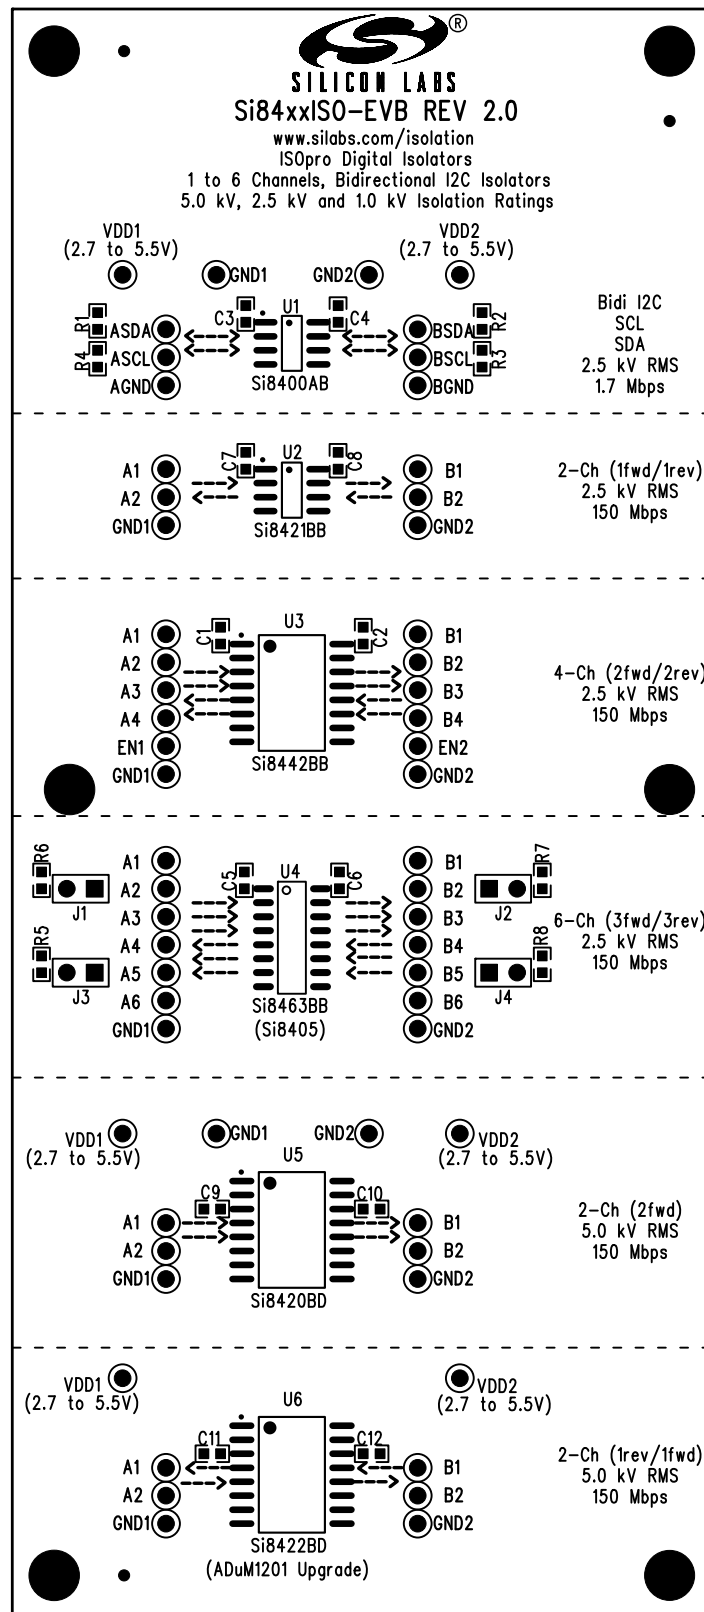 ®
SILICON LABS
Si84xxISO-EVB REV 2.0
www.silabs.com/isolation
ISOpro Digital Isolators
1 to 6 Channels, Bidirectional I2C Isolators
5.0 kV, 2.5 kV and 1.0 kV Isolation Ratings
VDD1
(2.7 to 5.5V)
VDD2
(2.7 to 5.5V)
GND1
GND2
R1
R4
ASDA
ASCL
AGND
C3
U1
C4
Si8400AB
BSDA
BSCL
BGND
R2
R3
Bidi I2C
SCL
SDA
2.5 kV RMS
1.7 Mbps
A1
A2
GND1
C7
U2
C8
Si8421BB
B1
B2
GND2
2-Ch (1fwd/1rev)
2.5 kV RMS
150 Mbps
A1
A2
A3
A4
EN1
GND1
C1
U3
C2
Si8442BB
B1
B2
B3
B4
EN2
GND2
4-Ch (2fwd/2rev)
2.5 kV RMS
150 Mbps
R6
J1
R5
J3
A1
A2
A3
A4
A5
A6
GND1
C5
U4
C6
Si8463BB
(Si8405)
B1
B2
B3
B4
B5
B6
GND2
R7
J2
R8
J4
6-Ch (3fwd/3rev)
2.5 kV RMS
150 Mbps
VDD1
(2.7 to 5.5V)
GND1
GND2
VDD2
(2.7 to 5.5V)
A1
A2
GND1
C9
U5
C10
Si8420BD
B1
B2
GND2
2-Ch (2fwd)
5.0 kV RMS
150 Mbps
VDD1
(2.7 to 5.5V)
VDD2
(2.7 to 5.5V)
A1
A2
GND1
C11
U6
C12
Si8422BD
(ADuM1201 Upgrade)
B1
B2
GND2
2-Ch (1rev/1fwd)
5.0 kV RMS
150 Mbps